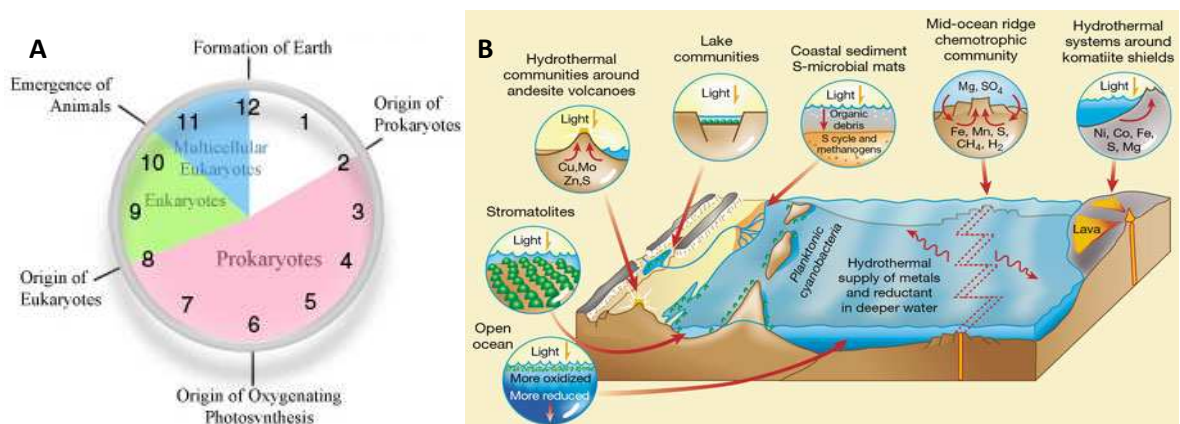 A
Formation of Earth
Emergence of
Animals
Origin of
Prokaryotes
12
1
2
3
4
5
6
7
8
9
10
11
Multicellular
Eukaryotes
Eukaryotes
Prokaryotes
Origin of
Eukaryotes
Origin of Oxygenating
Photosynthesis
B
Hydrothermal
communities around
andesite volcanoes
Light
Cu,Mo
Zn,S
Lake
communities
Light
Coastal sediment
S-microbial mats
Light
Organic
debris
S cycle and
methanogens
Mid-ocean ridge
chemotrophic
community
Mg, SO4
Fe, Mn, S,
CH4, H2
Hydrothermal
systems around
komatiite shields
Light
Ni, Co, Fe,
S, Mg
Stromatolites
Light
Planktonic
cyanobacteria
Hydrothermal
supply of metals
and reductant
in deeper water
Lava
Open
ocean
Light
More oxidized
More reduced